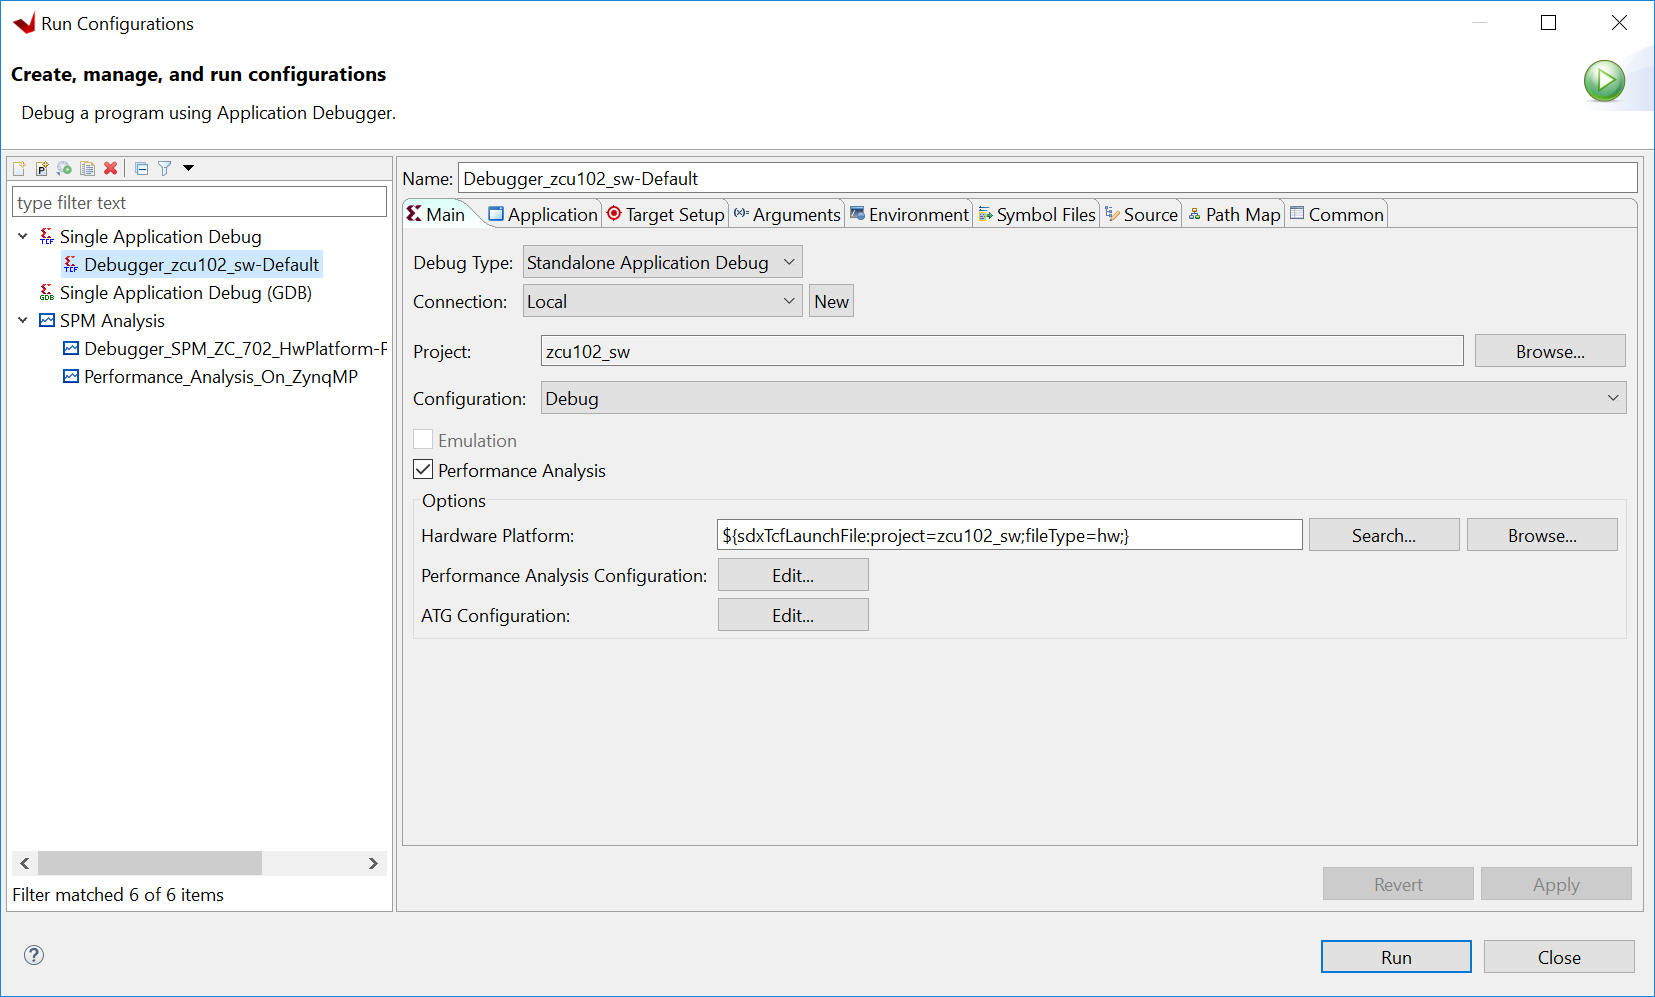 Run Configurations
Create, manage, and run configurations
Debug a program using Application Debugger.
type filter text
Single Application Debug
Debugger_zcu102_sw-Default
Single Application Debug (GDB)
SPM Analysis
Debugger_SPM_ZC_702_HwPlatform-F
Performance_Analysis_On_ZynqMP
Filter matched 6 of 6 items
Name: Debugger_zcu102_sw-Default
Main Application Target Setup Arguments Environment Symbol Files Source Path Map Common
Debug Type: Standalone Application Debug
Connection: Local New
Project: zcu102_sw Browse...
Configuration: Debug
Emulation
Performance Analysis
Options
Hardware Platform: ${sdxTcfLaunchFile:project=zcu102_sw;fileType=hw;} Search... Browse...
Performance Analysis Configuration: Edit...
ATG Configuration: Edit...
Revert Apply
Run Close